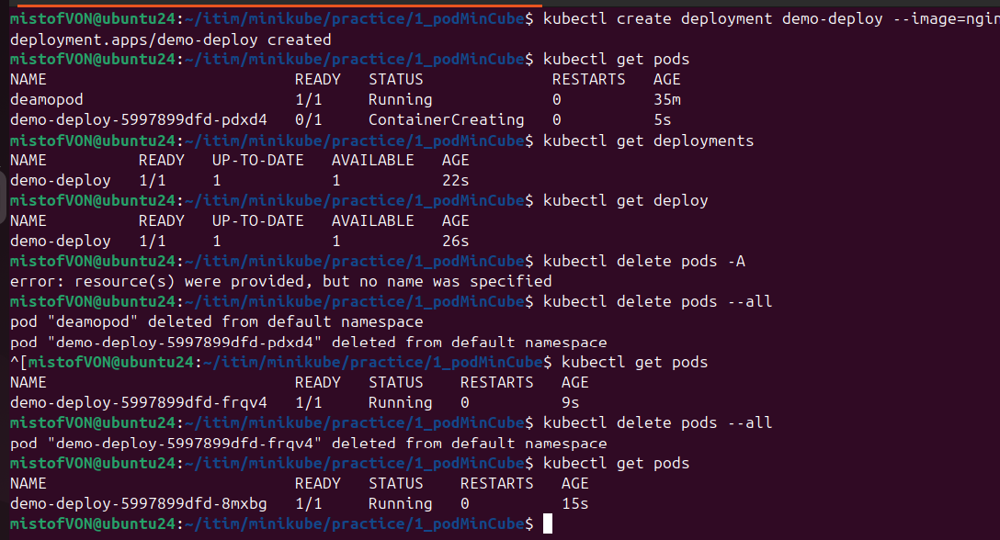 mistofVON@ubuntu24:~/itim/minikube/practice/1_podMinCube$ kubectl create deployment demo-deploy --image=ngin
deployment.apps/demo-deploy created
mistofVON@ubuntu24:~/itim/minikube/practice/1_podMinCube$ kubectl get pods
NAME                           READY   STATUS              RESTARTS   AGE
deamopod                       1/1     Running             0          35m
demo-deploy-5997899dfd-pdxd4   0/1     ContainerCreating   0          5s
mistofVON@ubuntu24:~/itim/minikube/practice/1_podMinCube$ kubectl get deployments
NAME          READY   UP-TO-DATE   AVAILABLE   AGE
demo-deploy   1/1     1            1           22s
mistofVON@ubuntu24:~/itim/minikube/practice/1_podMinCube$ kubectl get deploy
NAME          READY   UP-TO-DATE   AVAILABLE   AGE
demo-deploy   1/1     1            1           26s
mistofVON@ubuntu24:~/itim/minikube/practice/1_podMinCube$ kubectl delete pods -A
error: resource(s) were provided, but no name was specified
mistofVON@ubuntu24:~/itim/minikube/practice/1_podMinCube$ kubectl delete pods --all
pod "deamopod" deleted from default namespace
pod "demo-deploy-5997899dfd-pdxd4" deleted from default namespace
^[mistofVON@ubuntu24:~/itim/minikube/practice/1_podMinCube$ kubectl get pods
NAME                           READY   STATUS    RESTARTS   AGE
demo-deploy-5997899dfd-frqv4   1/1     Running   0          9s
mistofVON@ubuntu24:~/itim/minikube/practice/1_podMinCube$ kubectl delete pods --all
pod "demo-deploy-5997899dfd-frqv4" deleted from default namespace
mistofVON@ubuntu24:~/itim/minikube/practice/1_podMinCube$ kubectl get pods
NAME                           READY   STATUS    RESTARTS   AGE
demo-deploy-5997899dfd-8mxbg   1/1     Running   0          15s
mistofVON@ubuntu24:~/itim/minikube/practice/1_podMinCube$